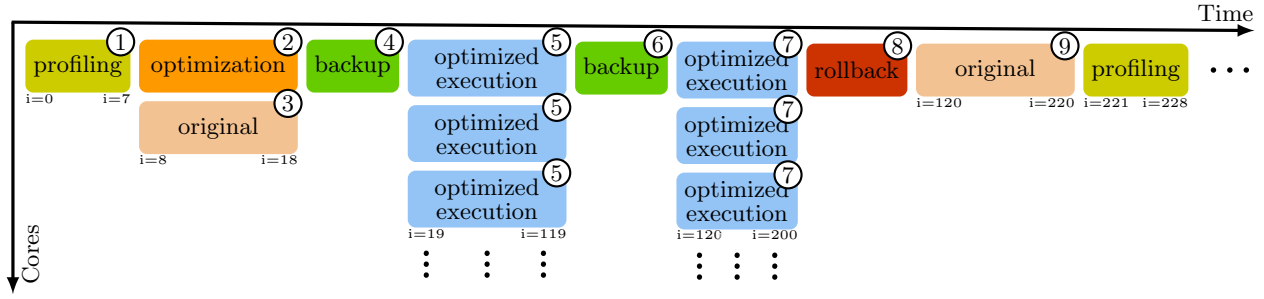 Time
1 2 4 5 6 7 8 9
profiling optimization backup optimized execution backup optimized execution rollback original profiling ...
i=0 i=7 i=120 i=220 i=221 i=228
3 5 7
original optimized execution optimized execution
i=8 i=18
5 7
optimized execution optimized execution
i=19 i=119 i=120 i=200
Cores